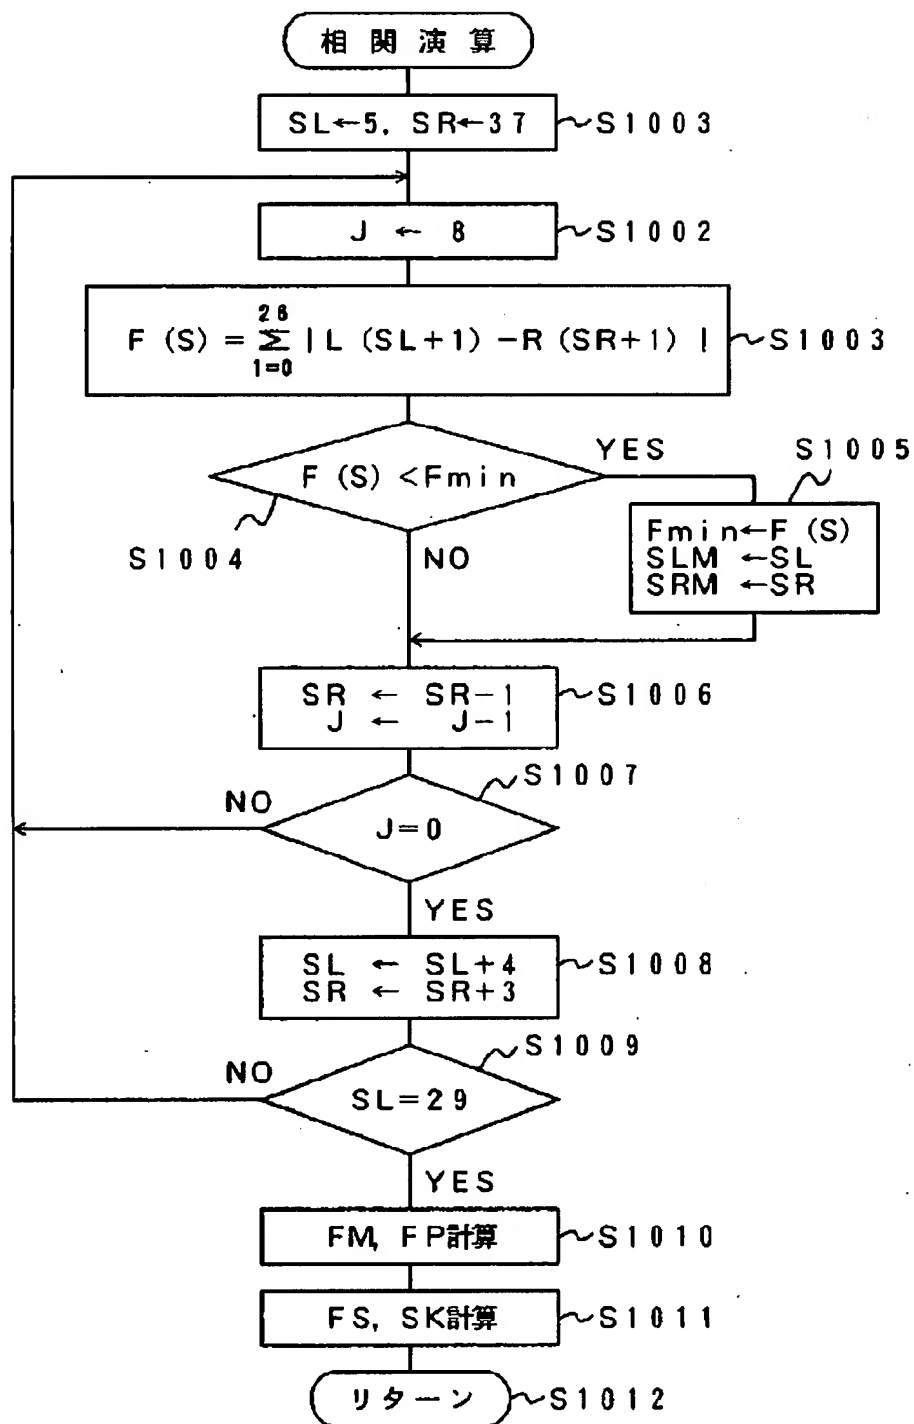 相関演算
SL←5, SR←37
S1003
J ← 8
S1002
F (S) = Σ | L (SL+1) −R (SR+1) |
26
1=0
S1003
F (S) <Fmin
YES
S1005
S1004
NO
Fmin←F (S)
SLM ←SL
SRM ←SR
SR ← SR−1
J ← J−1
S1006
S1007
NO
J=0
YES
SL ← SL+4
SR ← SR+3
S1008
S1009
NO
SL=29
YES
FM, FP計算
S1010
FS, SK計算
S1011
リターン
S1012